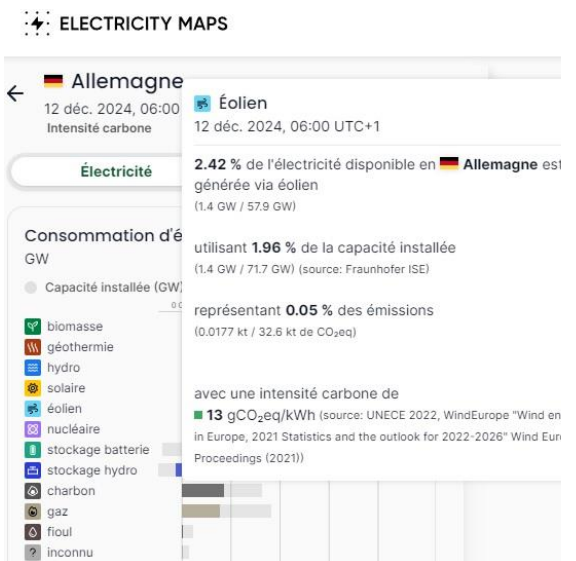 ELECTRICITY MAPS
Allemagne
12 déc. 2024, 06:00
Intensité carbone
Électricité
Consommation d'é
GW
Capacité installée (GW)
biomasse
géothermie
hydro
solaire
éolien
nucléaire
stockage batterie
stockage hydro
charbon
gaz
fioul
inconnu
Éolien
12 déc. 2024, 06:00 UTC+1
2.42 % de l'électricité disponible en Allemagne est
générée via éolien
(1.4 GW / 57.9 GW)
utilisant 1.96 % de la capacité installée
(1.4 GW / 71.7 GW) (source: Fraunhofer ISE)
représentant 0.05 % des émissions
(0.0177 kt / 32.6 kt de CO₂eq)
avec une intensité carbone de
13 gCO₂eq/kWh (source: UNECE 2022, WindEurope "Wind en
in Europe, 2021 Statistics and the outlook for 2022-2026" Wind Eur
Proceedings (2021))